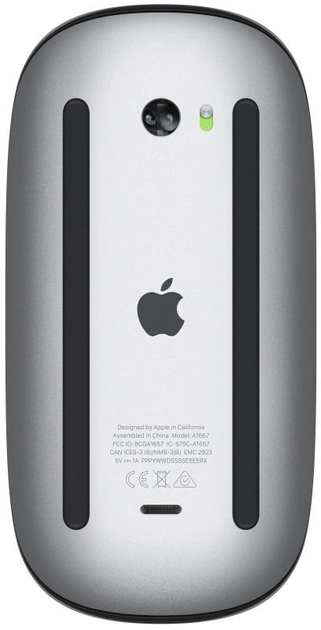 Designed by Apple in California
Assembled in China Model: A1657
FCC ID: BCGA1657 IC: 579C-A1657
CAN ICES-3 (B)/NMB-3(B) EMC 2923
5V⎓1A PPPYWWDSSSSEEEERX